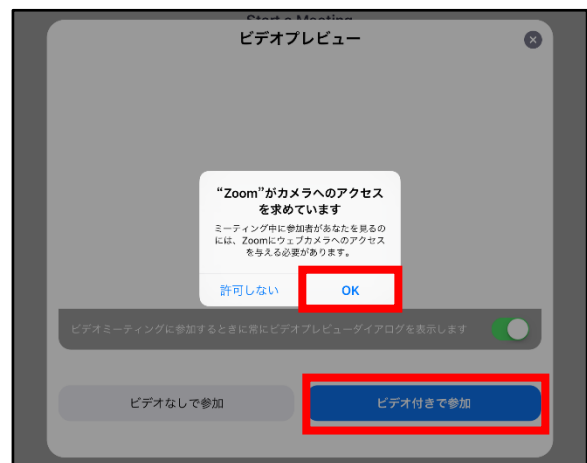 Start a Meeting
ビデオプレビュー
“Zoom”がカメラへのアクセス
を求めています
ミーティング中に参加者があなたを見るの
には、Zoomにウェブカメラへのアクセス
を与える必要があります。
許可しない
OK
ビデオミーティングに参加するときに常にビデオプレビューダイアログを表示します
ビデオなしで参加
ビデオ付きで参加